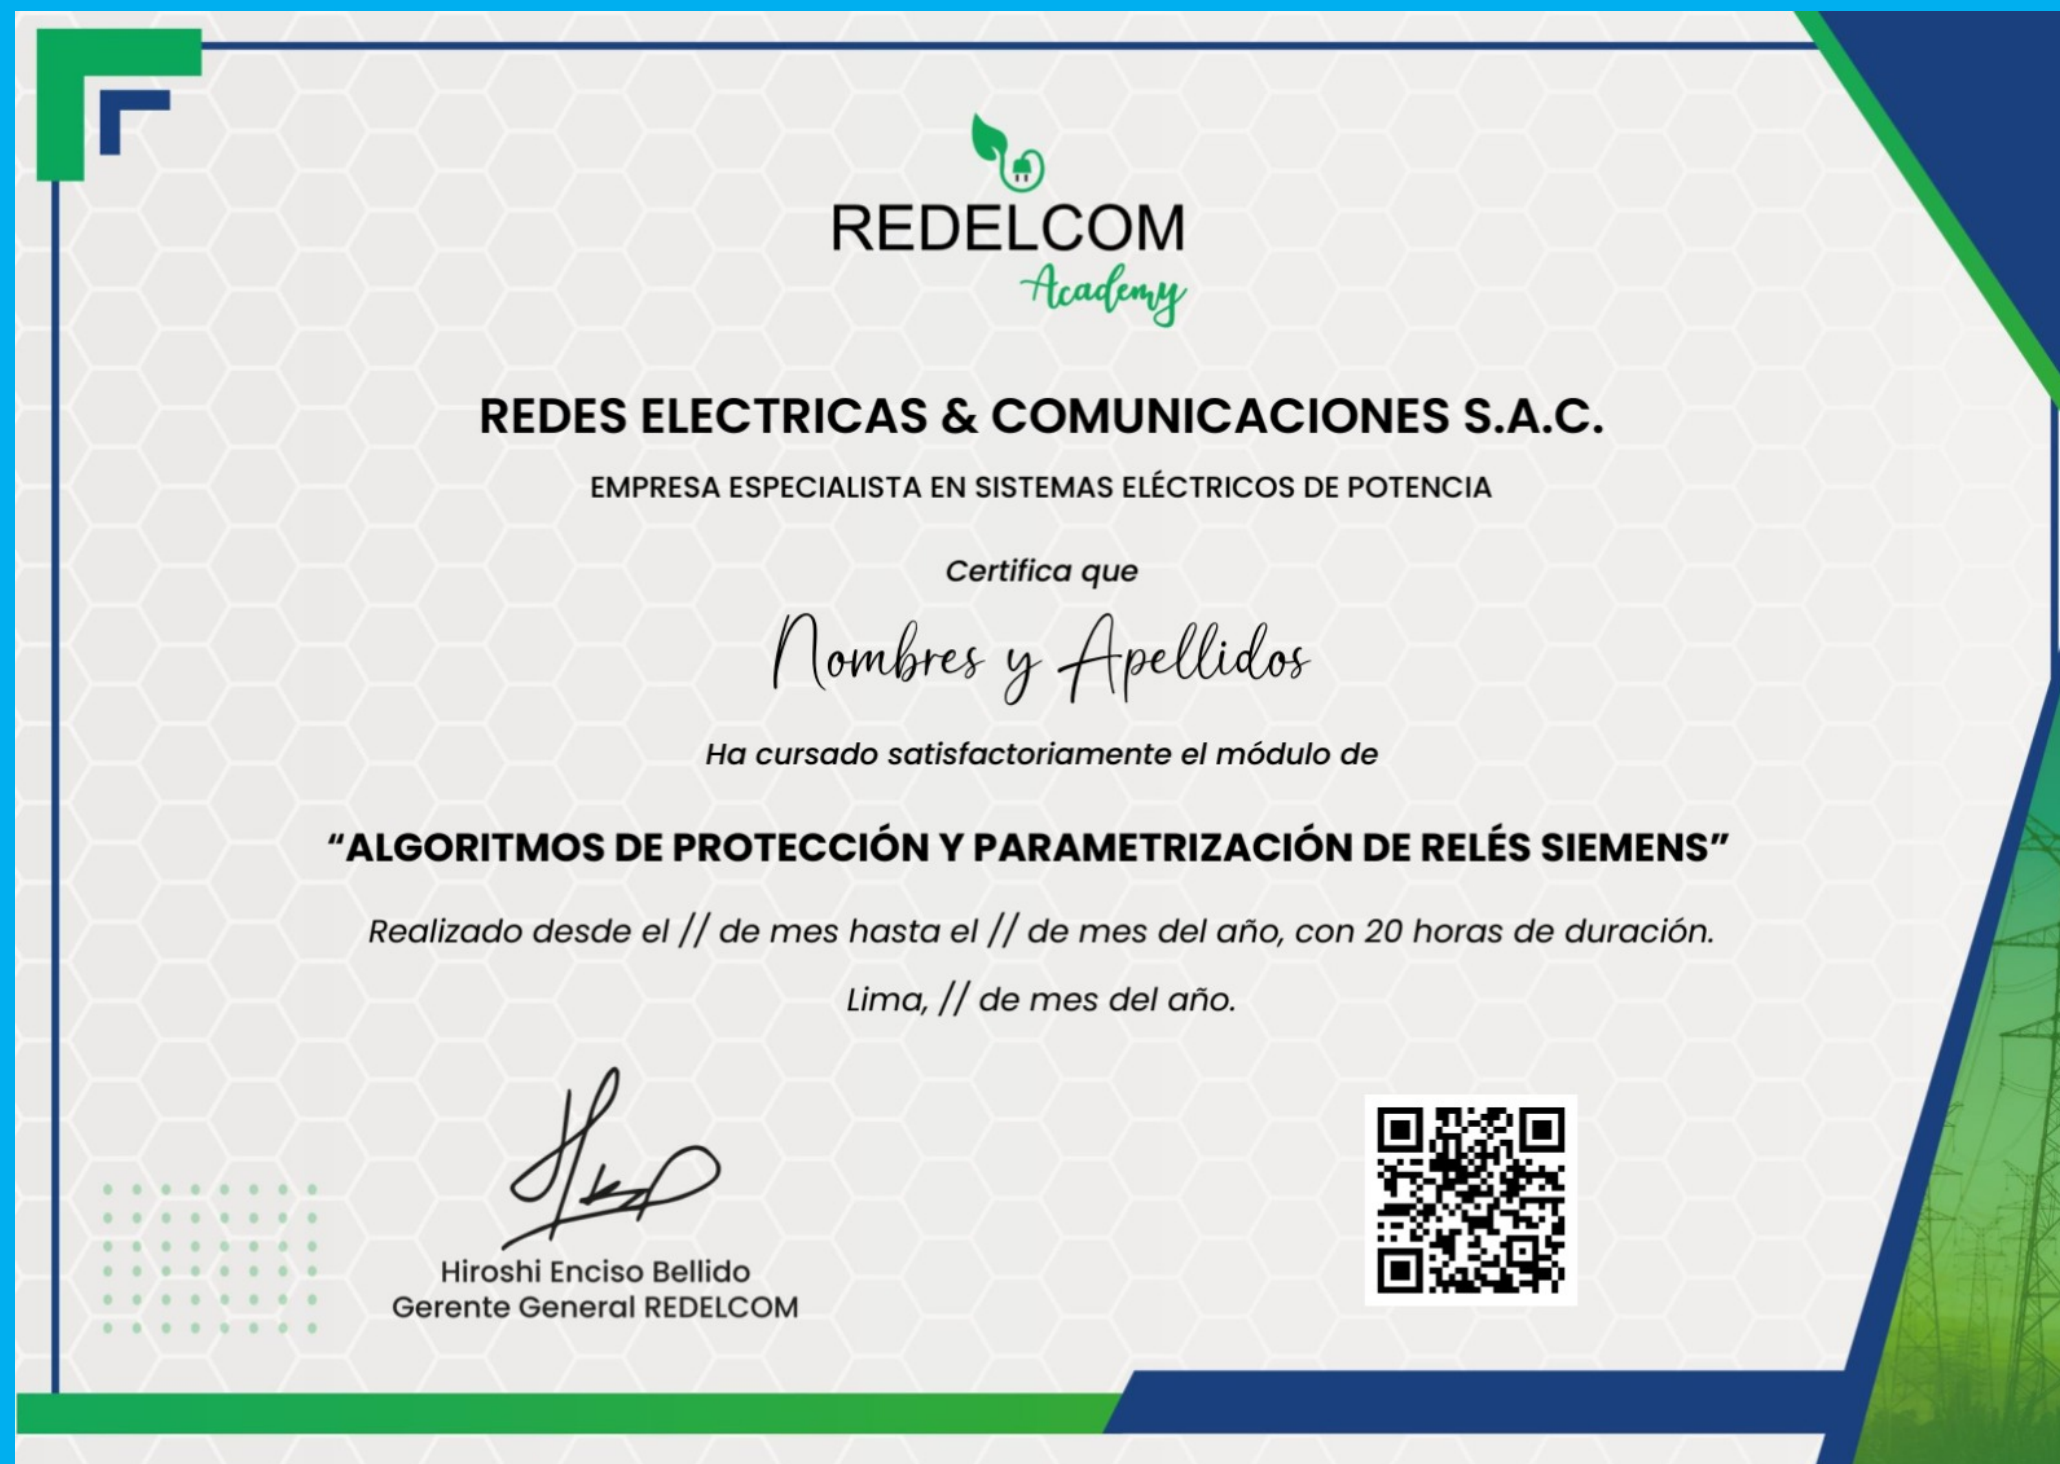 REDELCOM
Academy
REDES ELECTRICAS & COMUNICACIONES S.A.C.
EMPRESA ESPECIALISTA EN SISTEMAS ELÉCTRICOS DE POTENCIA
Certifica que
Nombres y Apellidos
Ha cursado satisfactoriamente el módulo de
“ALGORITMOS DE PROTECCIÓN Y PARAMETRIZACIÓN DE RELÉS SIEMENS”
Realizado desde el // de mes hasta el // de mes del año, con 20 horas de duración.
Lima, // de mes del año.
Hiroshi Enciso Bellido
Gerente General REDELCOM